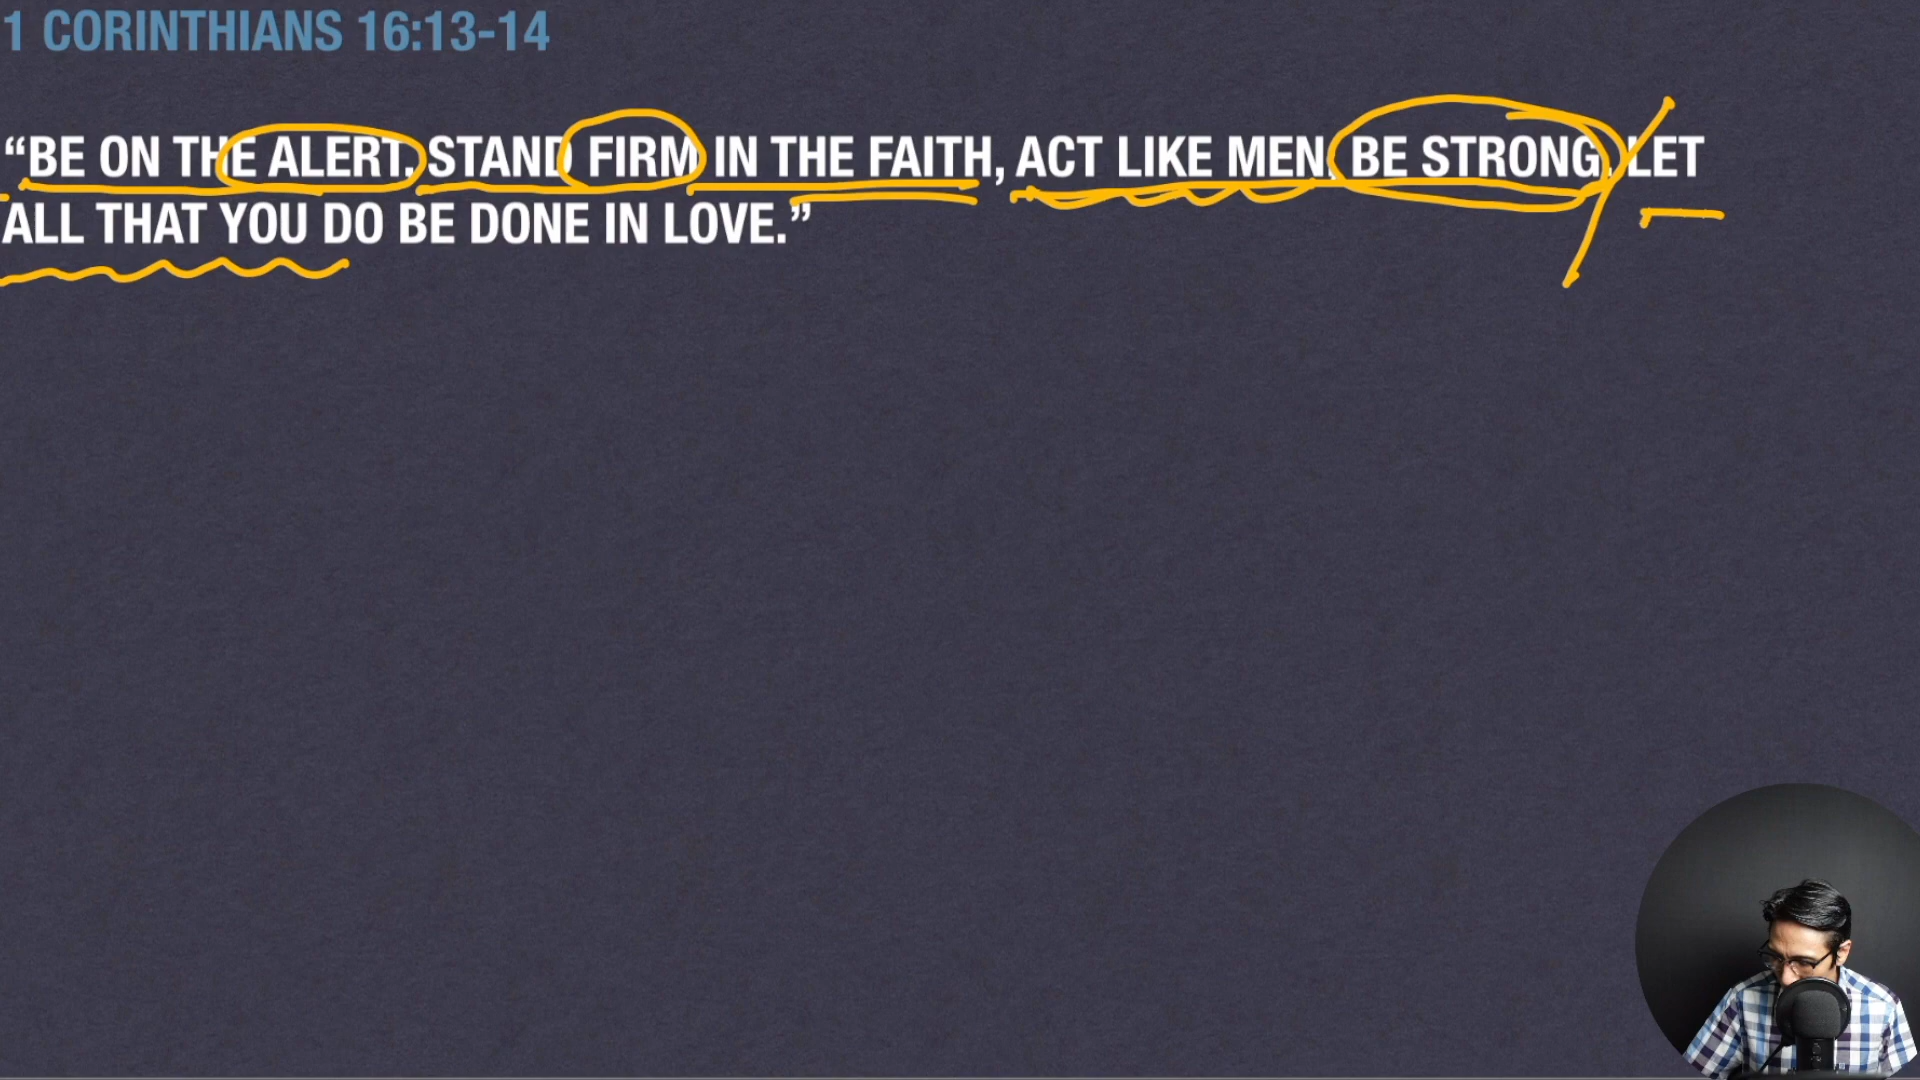 1 CORINTHIANS 16:13-14
“BE ON THE ALERT, STAND FIRM IN THE FAITH, ACT LIKE MEN, BE STRONG, LET
ALL THAT YOU DO BE DONE IN LOVE.”